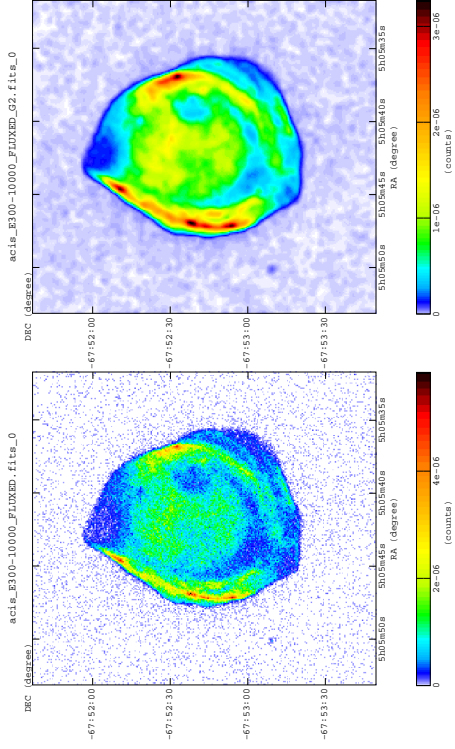 acis_E300-10000_FLUXED.fits_0
DEC (degree)
-67:52:00
-67:52:30
-67:53:00
-67:53:30
5h05m50s
5h05m45s
5h05m40s
5h05m35s
RA (degree)
0
2e-06
4e-06
(counts)
acis_E300-10000_FLUXED_G2.fits_0
DEC (degree)
-67:52:00
-67:52:30
-67:53:00
-67:53:30
5h05m50s
5h05m45s
5h05m40s
5h05m35s
RA (degree)
0
1e-06
2e-06
3e-06
(counts)